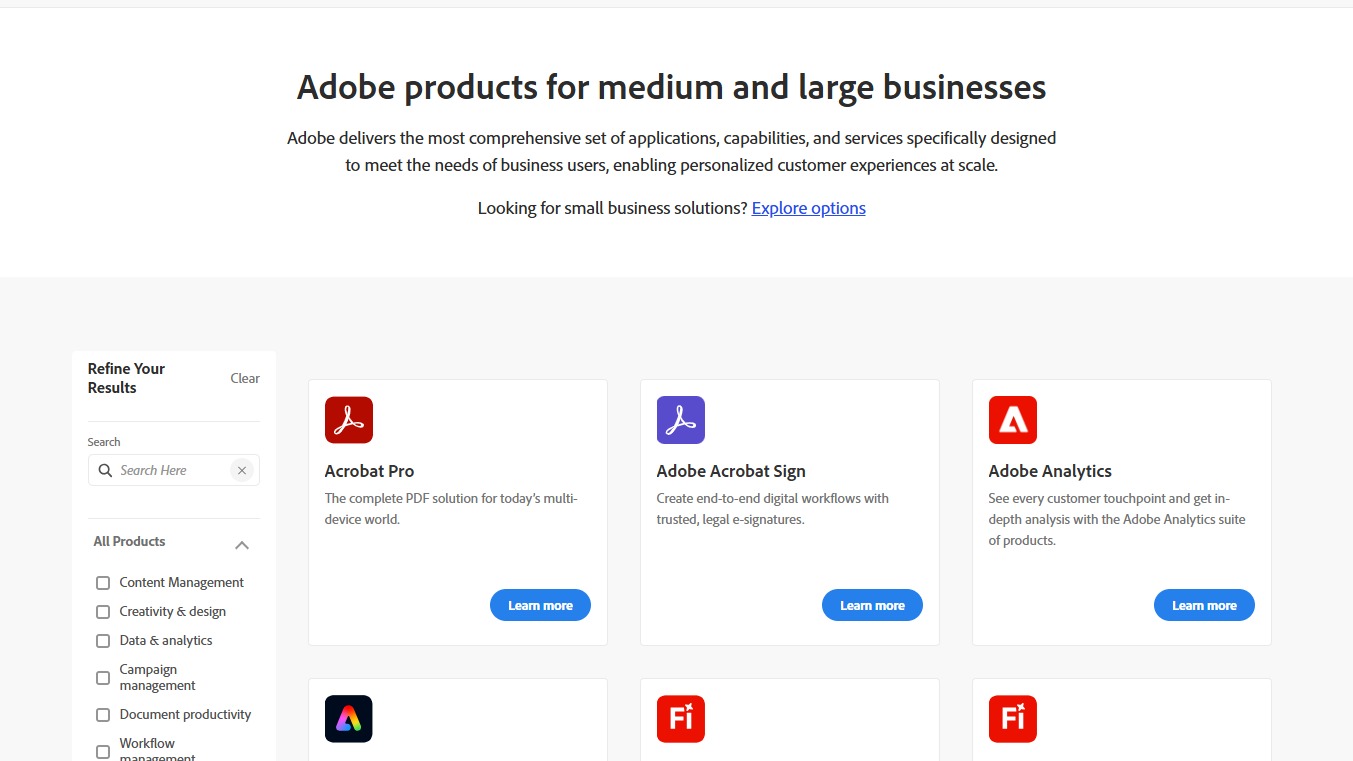 Adobe products for medium and large businesses
Adobe delivers the most comprehensive set of applications, capabilities, and services specifically designed
to meet the needs of business users, enabling personalized customer experiences at scale.
Looking for small business solutions? Explore options
Refine Your
Results
Clear
Search
Search Here
All Products
Content Management
Creativity & design
Data & analytics
Campaign
management
Document productivity
Workflow
management
Acrobat Pro
The complete PDF solution for today's multi-
device world.
Learn more
Adobe Acrobat Sign
Create end-to-end digital workflows with
trusted, legal e-signatures.
Learn more
Adobe Analytics
See every customer touchpoint and get in-
depth analysis with the Adobe Analytics suite
of products.
Learn more
Fi
Fi